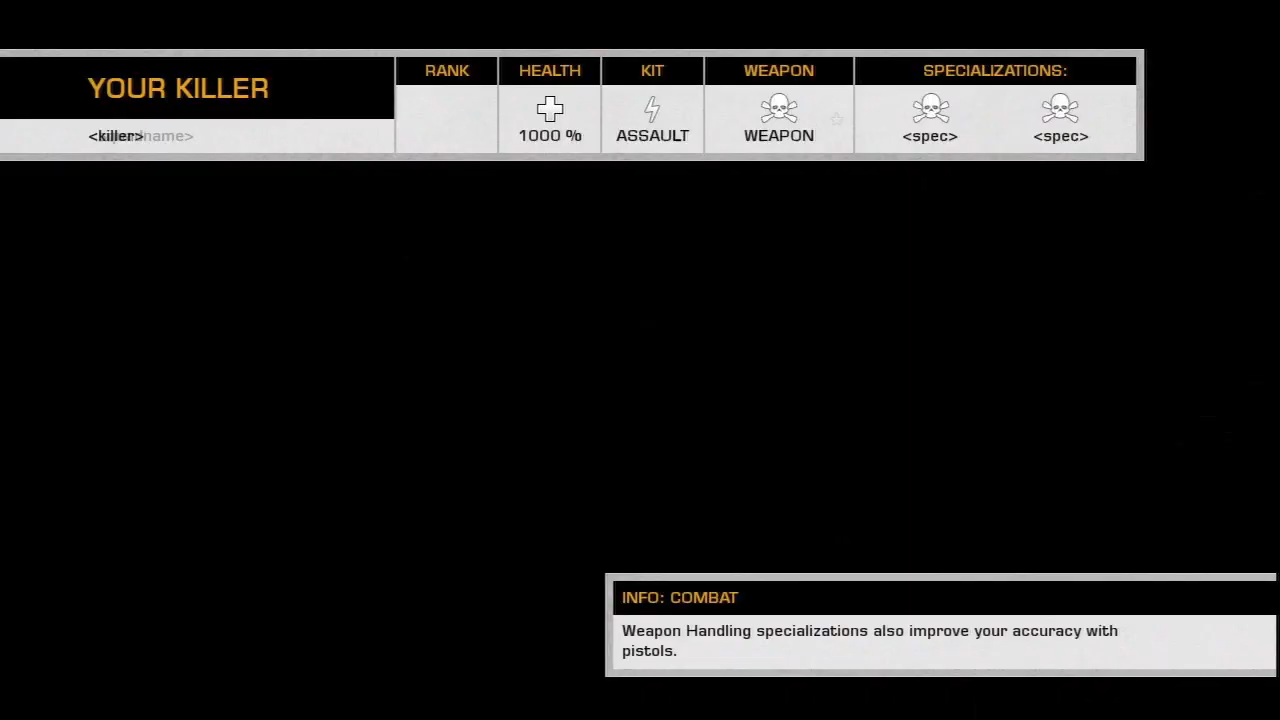 YOUR KILLER
RANK
HEALTH
KIT
WEAPON
SPECIALIZATIONS:
<killer>
name>
1000 %
ASSAULT
WEAPON
<spec>
<spec>
INFO: COMBAT
Weapon Handling specializations also improve your accuracy with
pistols.